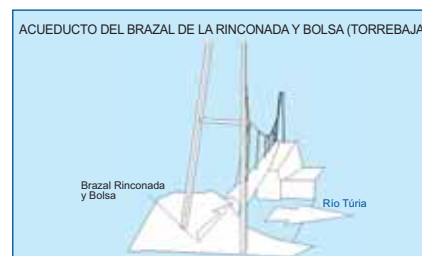 ACUEDUCTO DEL BRAZAL DE LA RINCONADA Y BOLSA (TORREBAJA
Brazal Rinconada
y Bolsa
Río Túria